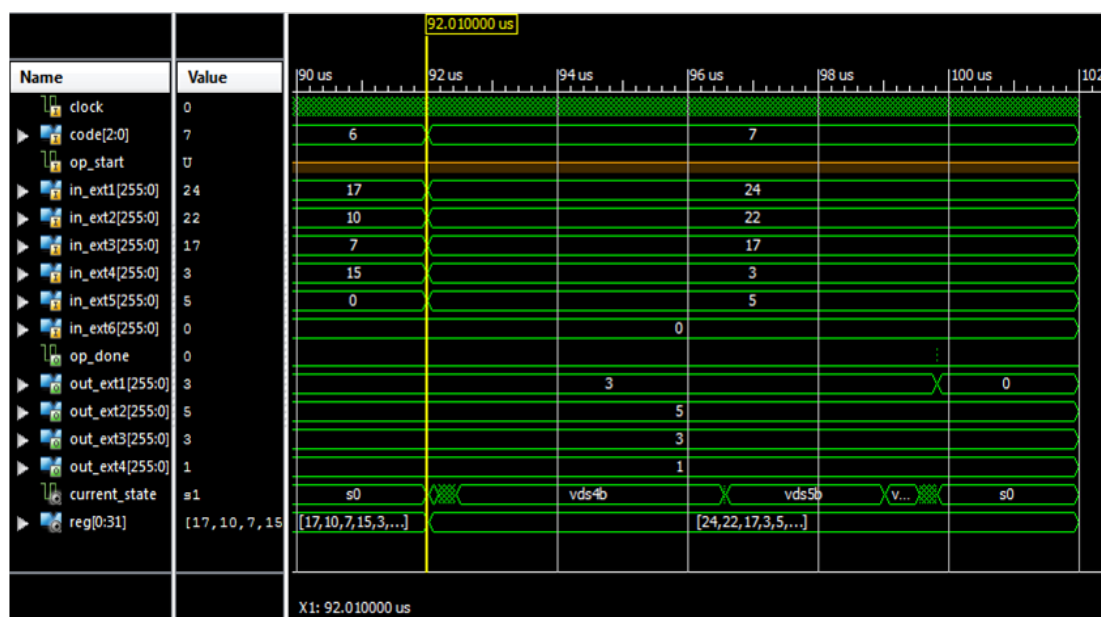 92.010000 us
Name Value 90 us 92 us 94 us 96 us 98 us 100 us 102
clock 0
code[2:0] 7 6 7
op_start U
in_ext1[255:0] 24 17 24
in_ext2[255:0] 22 10 22
in_ext3[255:0] 17 7 17
in_ext4[255:0] 3 15 3
in_ext5[255:0] 5 0 5
in_ext6[255:0] 0 0
op_done 0
out_ext1[255:0] 3 3 0
out_ext2[255:0] 5 5
out_ext3[255:0] 3 3
out_ext4[255:0] 1 1
current_state s1 s0 vds4b vds5b v... s0
reg[0:31] [17,10,7,15 [17,10,7,15,3,...] [24,22,17,3,5,...]
X1: 92.010000 us